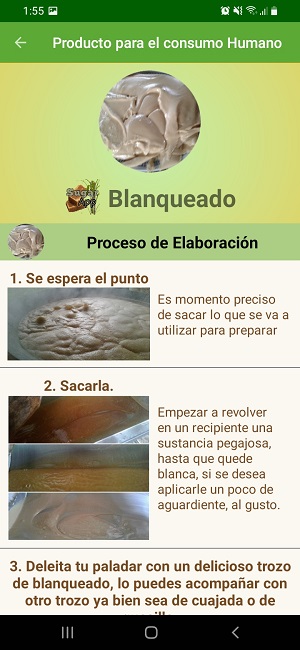 1:55
Producto para el consumo Humano
Sugar App
Blanqueado
Proceso de Elaboración
1. Se espera el punto
Es momento preciso
de sacar lo que se va a
utilizar para preparar
2. Sacarla.
Empezar a revolver
en un recipiente una
sustancia pegajosa,
hasta que quede
blanca, si se desea
aplicarle un poco de
aguardiente, al gusto.
3. Deleita tu paladar con un delicioso trozo
de blanqueado, lo puedes acompañar con
otro trozo ya bien sea de cuajada o de